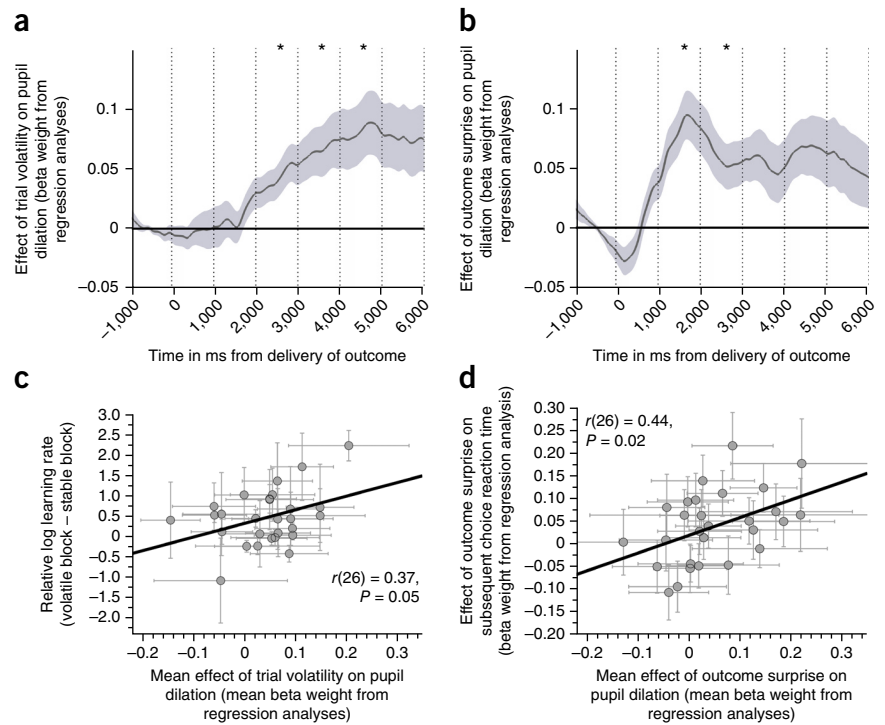 a
Effect of trial volatility on pupil
dilation (beta weight from
regression analyses)
0.1
0.05
0
−0.05
* * *
−1,000 0 1,000 2,000 3,000 4,000 5,000 6,000
Time in ms from delivery of outcome
b
Effect of outcome surprise on pupil
dilation (beta weight from
regression analyses)
0.1
0.05
0
−0.05
* *
−1,000 0 1,000 2,000 3,000 4,000 5,000 6,000
Time in ms from delivery of outcome
c
Relative log learning rate
(volatile block – stable block)
3.0
2.5
2.0
1.5
1.0
0.5
0
−0.5
−1.0
−1.5
−2.0
r(26) = 0.37,
P = 0.05
−0.2 −0.1 0 0.1 0.2 0.3
Mean effect of trial volatility on pupil
dilation (mean beta weight from
regression analyses)
d
Effect of outcome surprise on
subsequent choice reaction time
(beta weight from regression analysis)
0.30
0.25
0.20
0.15
0.10
0.05
0
−0.05
−0.10
−0.15
−0.20
r(26) = 0.44,
P = 0.02
−0.2 −0.1 0 0.1 0.2 0.3
Mean effect of outcome surprise on
pupil dilation (mean beta weight from
regression analyses)